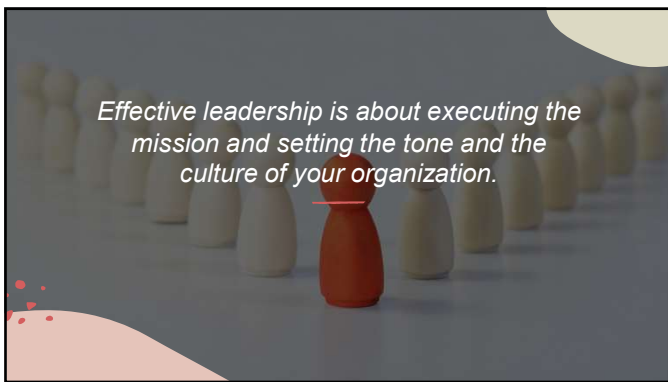 Effective leadership is about executing the
mission and setting the tone and the
culture of your organization.